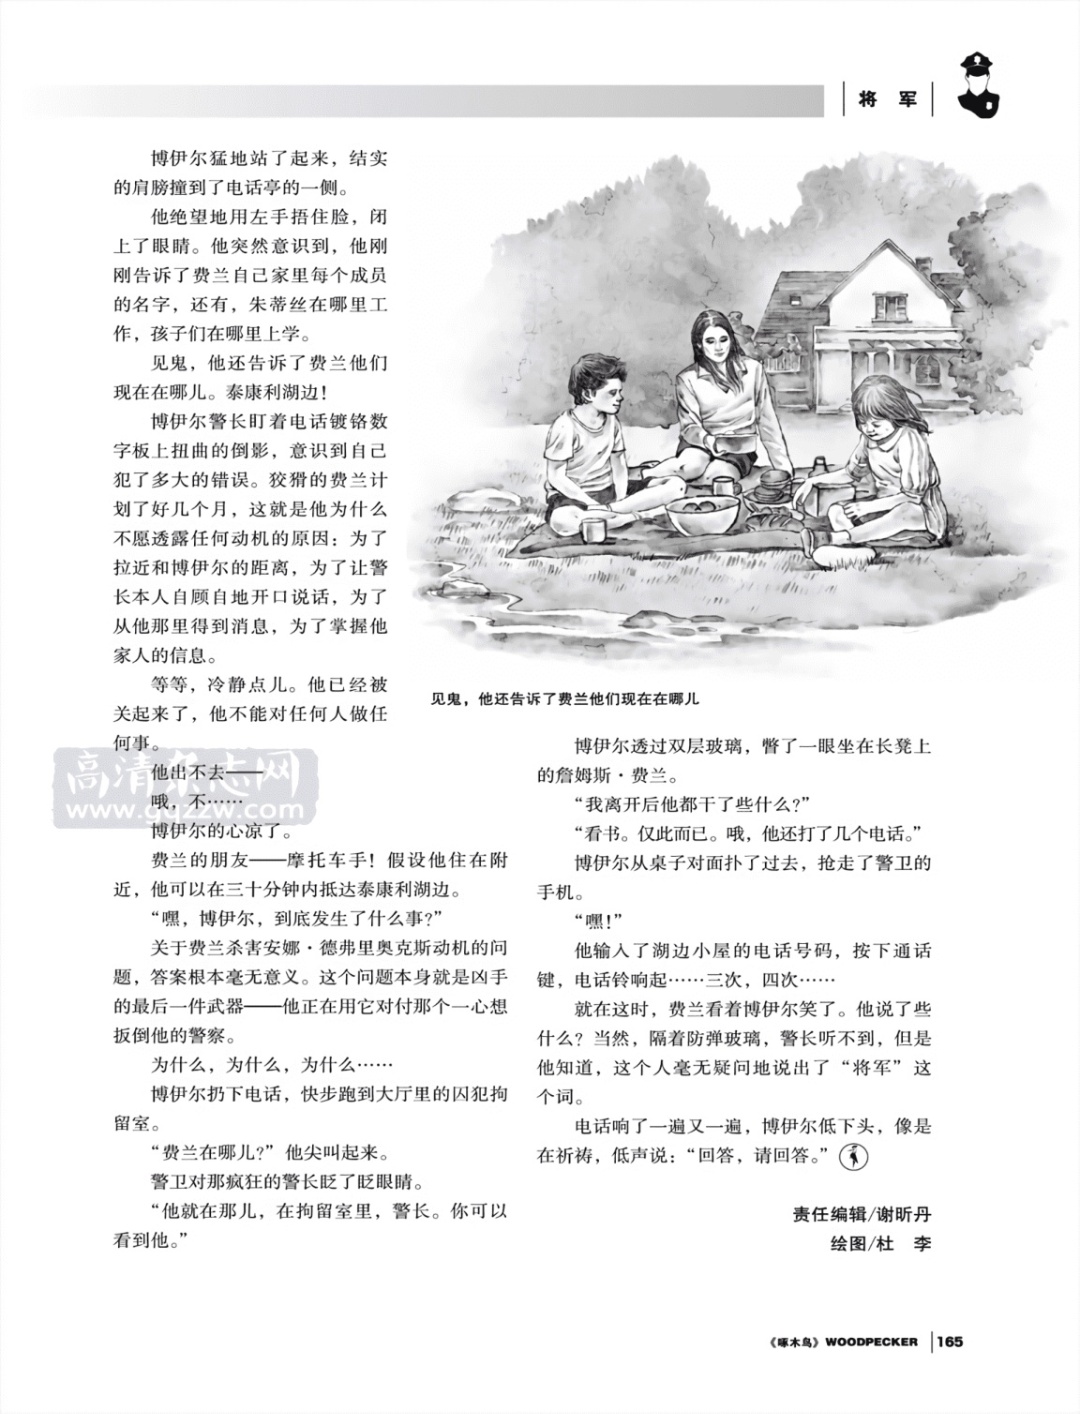 将 军
博伊尔猛地站了起来，结实
的肩膀撞到了电话亭的一侧。
他绝望地用左手捂住脸，闭
上了眼睛。他突然意识到，他刚
刚告诉了费兰自己家里每个成员
的名字，还有，朱蒂丝在哪里工
作，孩子们在哪里上学。
见鬼，他还告诉了费兰他们
现在在哪儿。泰康利湖边！
博伊尔警长盯着电话镀铬数
字板上扭曲的倒影，意识到自己
犯了多大的错误。狡猾的费兰计
划了好几个月，这就是他为什么
不愿透露任何动机的原因：为了
拉近和博伊尔的距离，为了让警
长本人自顾自地开口说话，为了
从他那里得到消息，为了掌握他
家人的信息。
等等，冷静点儿。他已经被
关起来了，他不能对任何人做任
何事。
他出不去——
哦，不……
博伊尔的心凉了。
费兰的朋友——摩托车手！假设他住在附
近，他可以在三十分钟内抵达泰康利湖边。
“嘿，博伊尔，到底发生了什么事？”
关于费兰杀害安娜·德弗里奥克斯动机的问
题，答案根本毫无意义。这个问题本身就是凶手
的最后一件武器——他正在用它对付那个一心想
扳倒他的警察。
为什么，为什么，为什么……
博伊尔扔下电话，快步跑到大厅里的囚犯拘
留室。
“费兰在哪儿？”他尖叫起来。
警卫对那疯狂的警长眨了眨眼睛。
“他就在那儿，在拘留室里，警长。你可以
看到他。”
高清杂志网
www.gqzzw.com
见鬼，他还告诉了费兰他们现在在哪儿
博伊尔透过双层玻璃，瞥了一眼坐在长凳上
的詹姆斯·费兰。
“我离开后他都干了些什么？”
“看书。仅此而已。哦，他还打了几个电话。”
博伊尔从桌子对面扑了过去，抢走了警卫的
手机。
“嘿！”
他输入了湖边小屋的电话号码，按下通话
键，电话铃响起……三次，四次……
就在这时，费兰看着博伊尔笑了。他说了些
什么？当然，隔着防弹玻璃，警长听不到，但是
他知道，这个人毫无疑问地说出了“将军”这
个词。
电话响了一遍又一遍，博伊尔低下头，像是
在祈祷，低声说：“回答，请回答。”
责任编辑/谢昕丹
绘图/杜 李
《啄木鸟》WOODPECKER 165